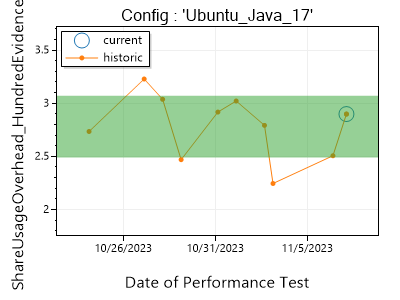 Config : 'Ubuntu_Java_17'
current
historic
3.5
3
2.5
2
ShareUsageOverhead_HundredEvidence
10/26/2023
10/31/2023
11/5/2023
Date of Performance Test